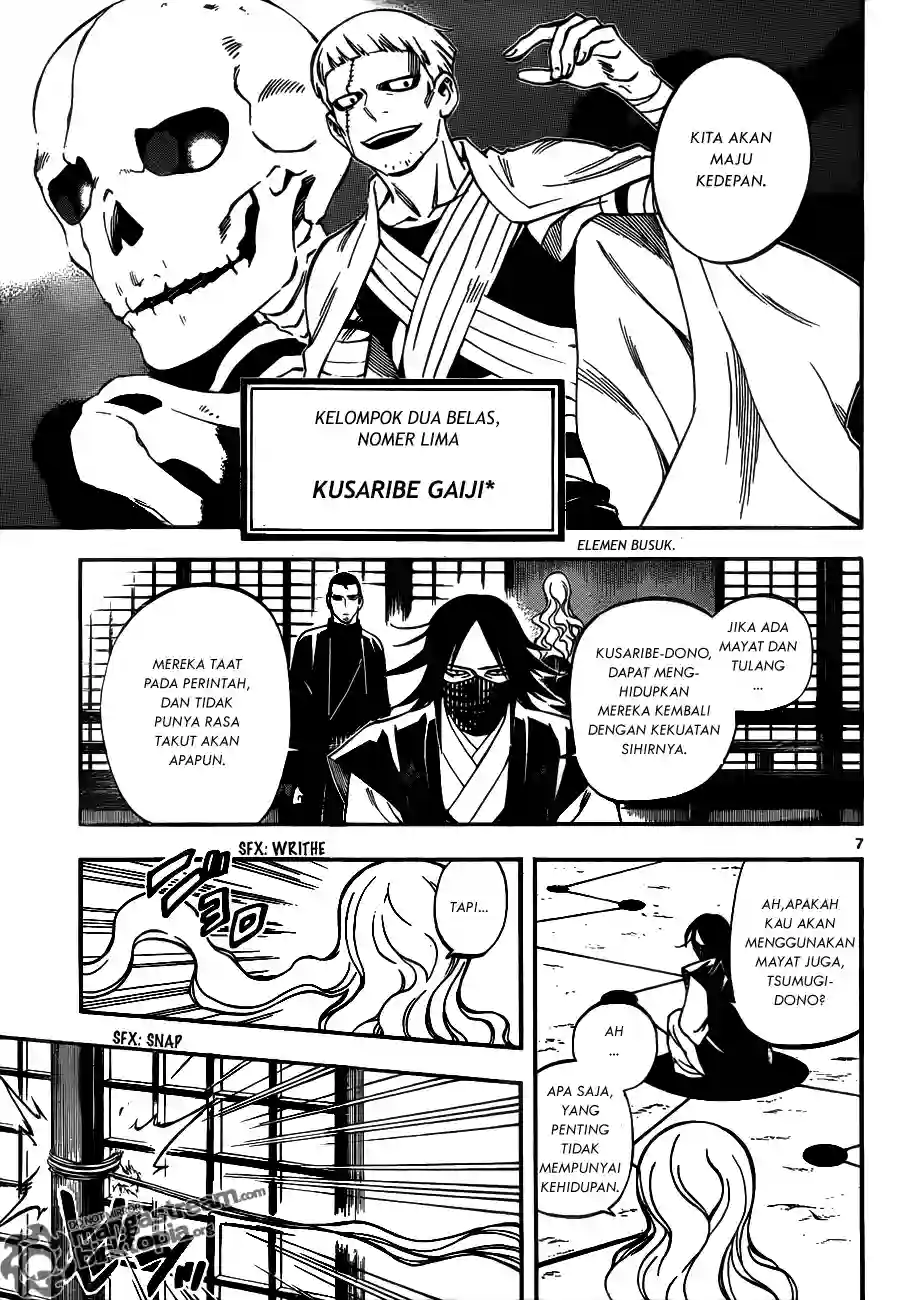 KITA AKAN
MAJU
KEDEPAN.
KELOMPOK DUA BELAS,
NOMER LIMA
KUSARIBE GAIJI*
ELEMEN BUSUK.
JIKA ADA
MAYAT DAN
TULANG
...
KUSARIBE-DONO,
DAPAT MENG-
HIDUPKAN
MEREKA KEMBALI
DENGAN KEKUATAN
SIHIRNYA.
MEREKA TAAT
PADA PERINTAH,
DAN TIDAK
PUNYA RASA
TAKUT AKAN
APAPUN.
7
AH,APAKAH
KAU AKAN
MENGGUNAKAN
MAYAT JUGA,
TSUMUGI-
DONO?
AH
...
APA SAJA,
YANG
PENTING
TIDAK
MEMPUNYAI
KEHIDUPAN.
SFX: WRITHE
TAPI...
SFX: SNAP
mangastream.com